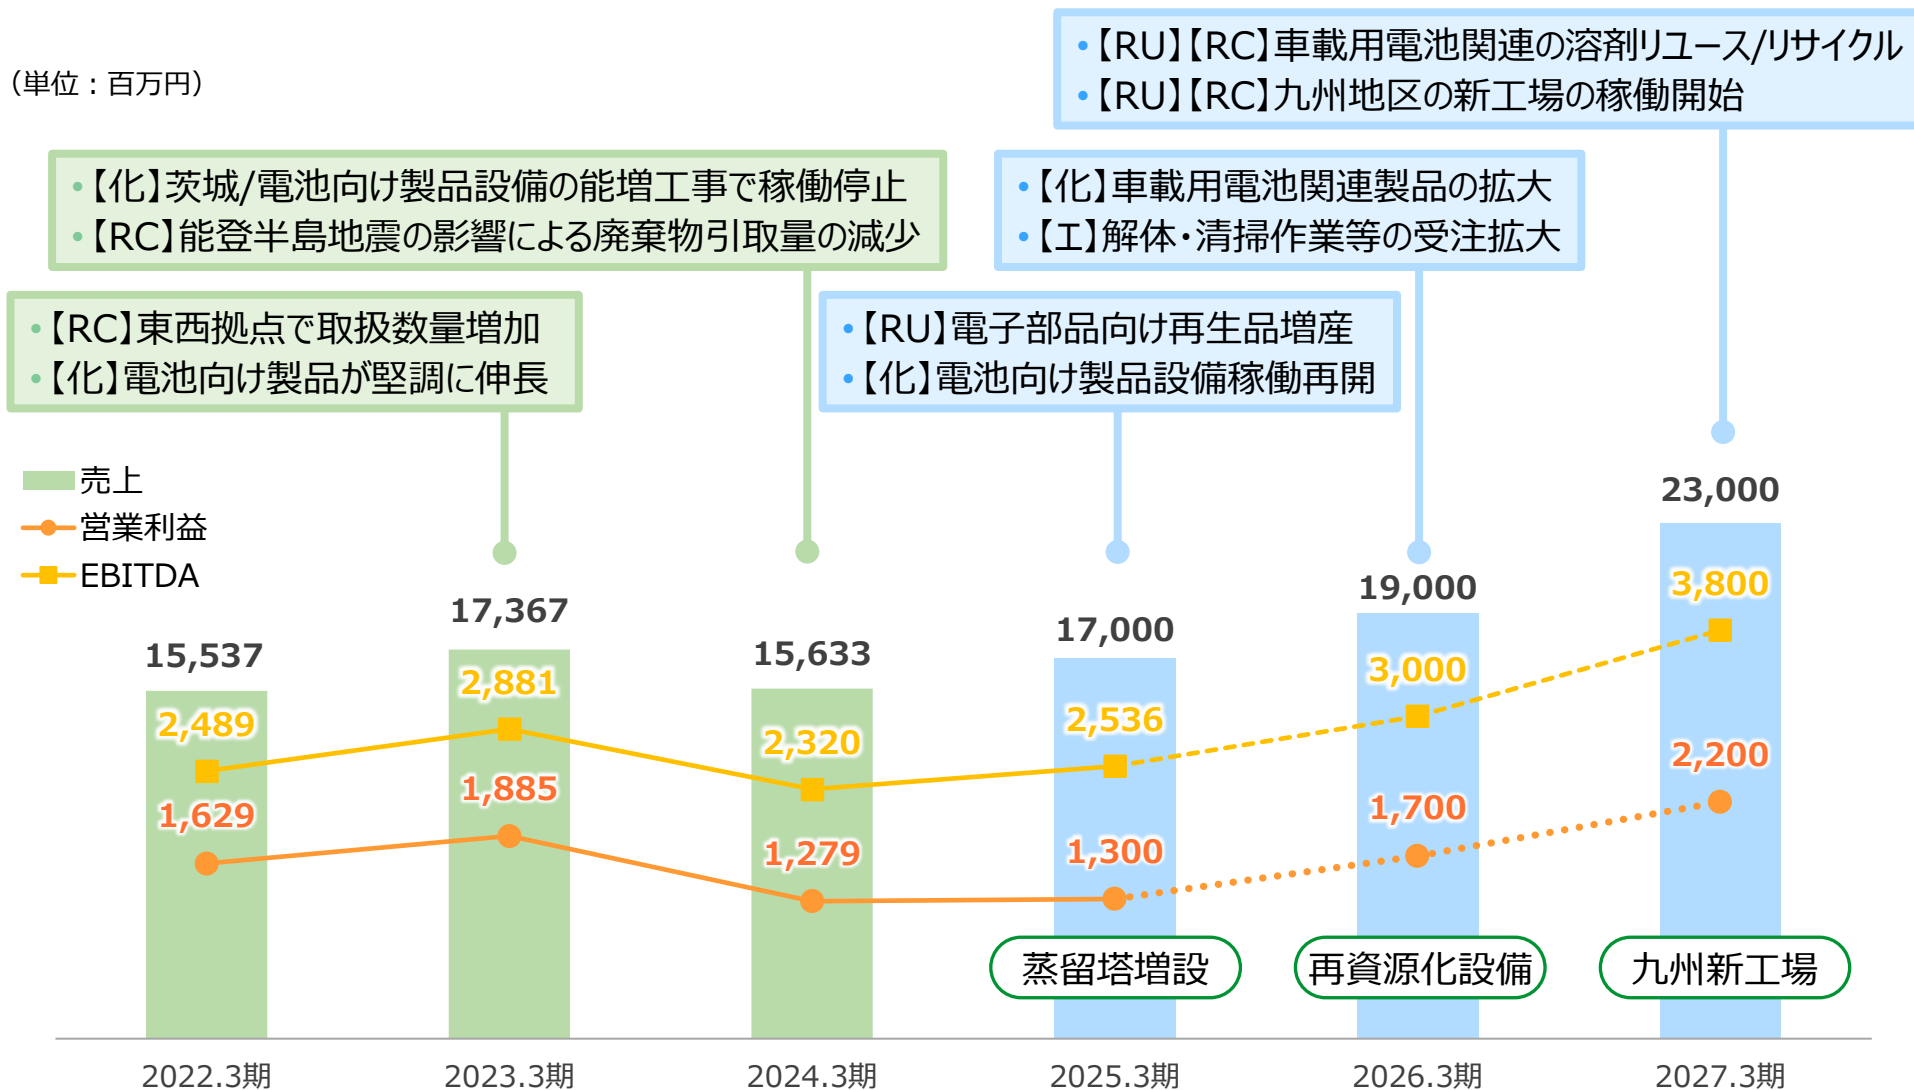 （単位：百万円）
•【RU】【RC】車載用電池関連の溶剤リユース/リサイクル
•【RU】【RC】九州地区の新工場の稼働開始
•【化】茨城/電池向け製品設備の能増工事で稼働停止
•【RC】能登半島地震の影響による廃棄物引取量の減少
•【化】車載用電池関連製品の拡大
•【エ】解体・清掃作業等の受注拡大
•【RC】東西拠点で取扱数量増加
•【化】電池向け製品が堅調に伸長
•【RU】電子部品向け再生品増産
•【化】電池向け製品設備稼働再開
売上
営業利益
EBITDA
15,537
17,367
15,633
17,000
19,000
23,000
2,489
2,881
2,320
2,536
3,000
3,800
1,629
1,885
1,279
1,300
1,700
2,200
蒸留塔増設
再資源化設備
九州新工場
2022.3期
2023.3期
2024.3期
2025.3期
2026.3期
2027.3期